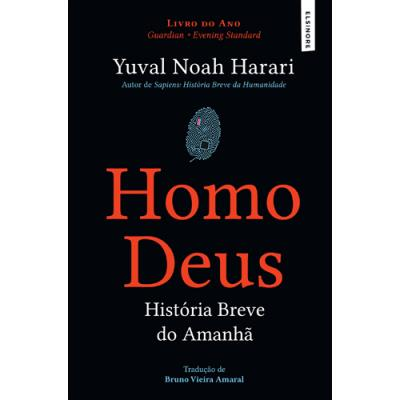 LIVRO DO ANO
Guardian • Evening Standard
ELSINORE
Yuval Noah Harari
Autor de Sapiens: História Breve da Humanidade
Homo
Deus
História Breve
do Amanhã
Tradução de
Bruno Vieira Amaral